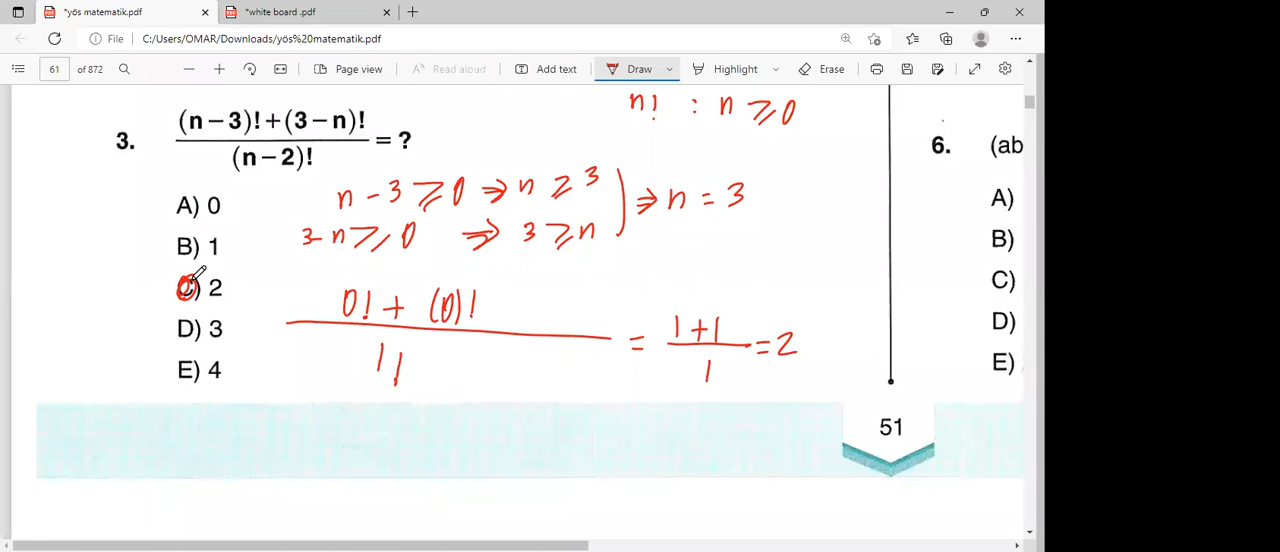 *yös matematik.pdf
*white board .pdf
File C:/Users/OMAR/Downloads/yös%20matematik.pdf
61 of 872 Page view Read aloud Add text Draw Highlight Erase
n! : n ≥ 0
3. (n − 3)! + (3 − n)!
(n − 2)! = ?
A) 0
B) 1
C) 2
D) 3
E) 4
n - 3 ≥ 0 ⇒ n ≥ 3
3 - n ≥ 0 ⇒ 3 ≥ n
⇒ n = 3
0! + (0)!
1!
= 1 + 1
1
= 2
6. (ab
A)
B)
C)
D)
E)
51